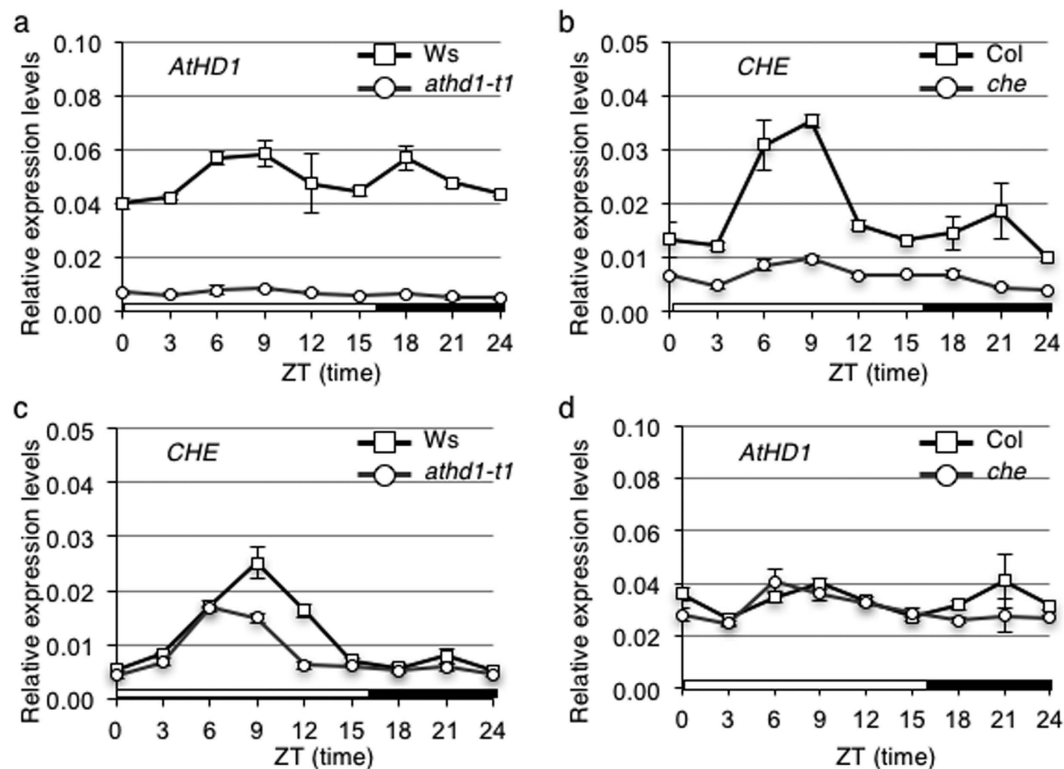 a
AtHD1
Ws
athd1-t1
Relative expression levels
0.10
0.08
0.06
0.04
0.02
0.00
0 3 6 9 12 15 18 21 24
ZT (time)
b
CHE
Col
che
Relative expression levels
0.05
0.04
0.03
0.02
0.01
0.00
0 3 6 9 12 15 18 21 24
ZT (time)
c
CHE
Ws
athd1-t1
Relative expression levels
0.05
0.04
0.03
0.02
0.01
0.00
0 3 6 9 12 15 18 21 24
ZT (time)
d
AtHD1
Col
che
Relative expression levels
0.10
0.08
0.06
0.04
0.02
0.00
0 3 6 9 12 15 18 21 24
ZT (time)